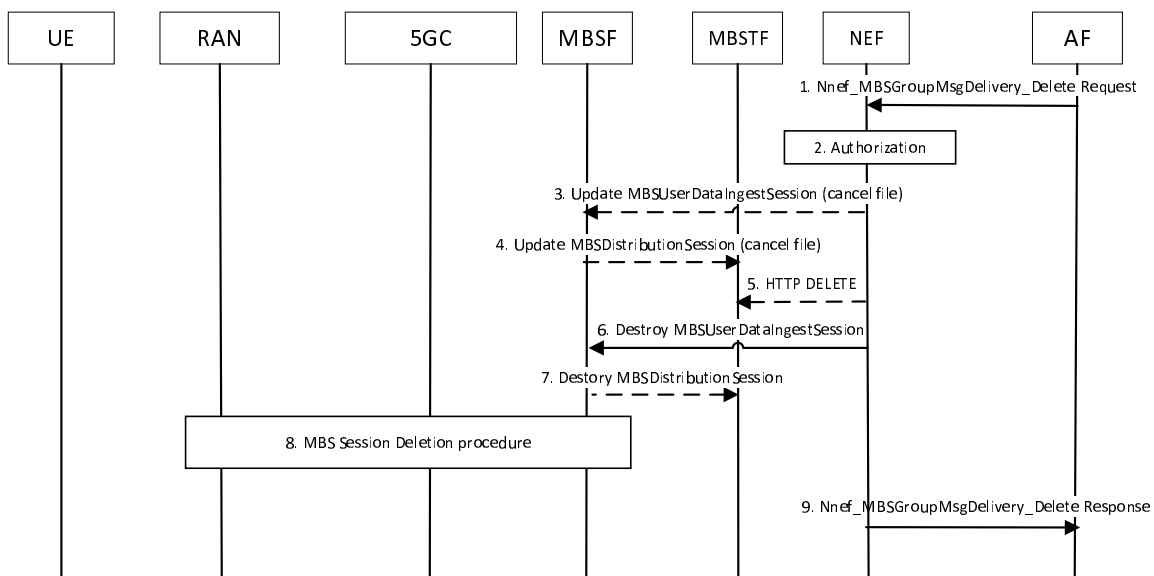 UE RAN 5GC MBSF MBSTF NEF AF
1. Nnef_MBSGroupMsgDelivery_Delete Request
2. Authorization
3. Update MBSUserDataIngestSession (cancel file)
4. Update MBSDistributionSession (cancel file)
5. HTTP DELETE
6. Destroy MBSUserDataIngestSession
7. Destory MBSDistributionSession
8. MBS Session Deletion procedure
9. Nnef_MBSGroupMsgDelivery_Delete Response